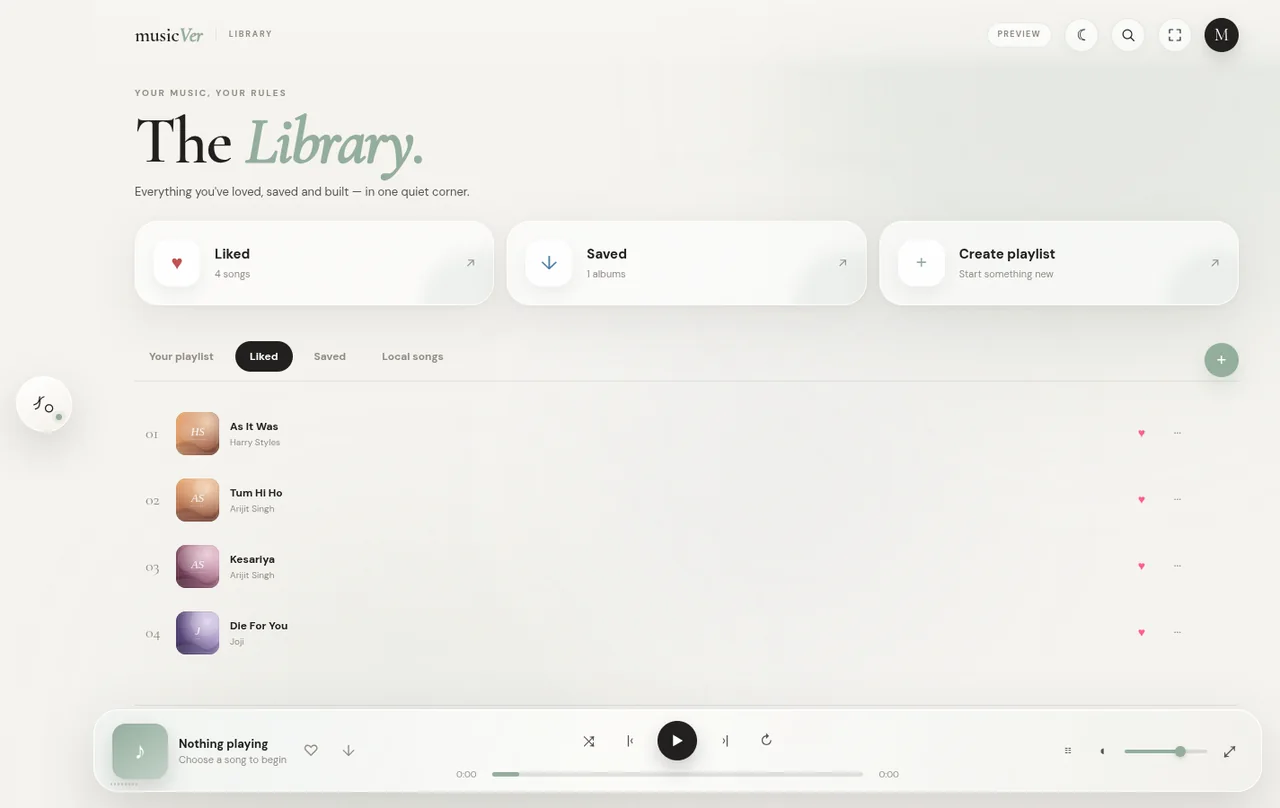 musicVer
LIBRARY
PREVIEW
M
YOUR MUSIC, YOUR RULES
The Library.
Everything you've loved, saved and built — in one quiet corner.
Liked
4 songs
Saved
1 albums
Create playlist
Start something new
Your playlist
Liked
Saved
Local songs
01
HS
As It Was
Harry Styles
02
AS
Tum Hi Ho
Arijit Singh
03
AS
Kesariya
Arijit Singh
04
J
Die For You
Joji
Nothing playing
Choose a song to begin
0:00
0:00